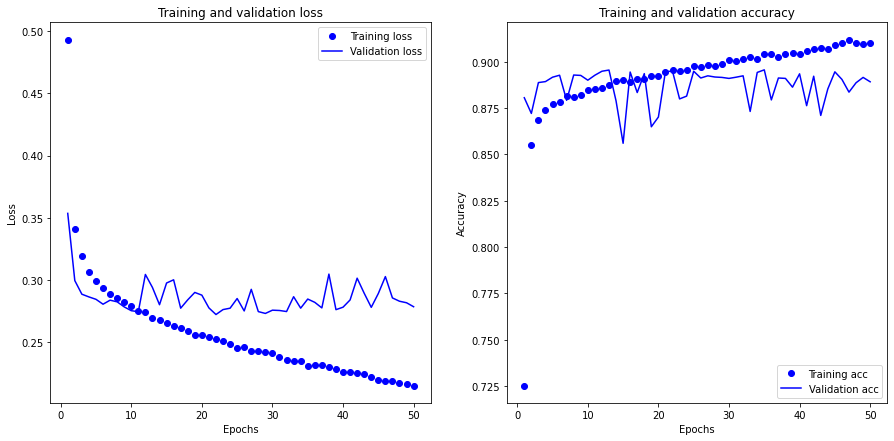 Training and validation loss
0.50
0.45
0.40
0.35
0.30
0.25
Loss
Training loss
Validation loss
0 10 20 30 40 50
Epochs
Training and validation accuracy
0.900
0.875
0.850
0.825
0.800
0.775
0.750
0.725
Accuracy
Training acc
Validation acc
0 10 20 30 40 50
Epochs